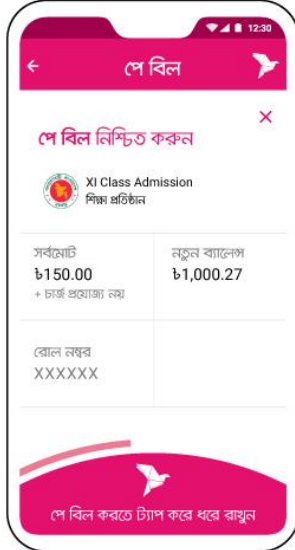 12:30
পে বিল
পে বিল নিশ্চিত করুন
XI Class Admission
শিক্ষা প্রতিষ্ঠান
সর্বমোট
৳150.00
+ চার্জ প্রযোজ্য নয়
নতুন ব্যালেন্স
৳1,000.27
রোল নম্বর
XXXXXX
পে বিল করতে ট্যাপ করে ধরে রাখুন